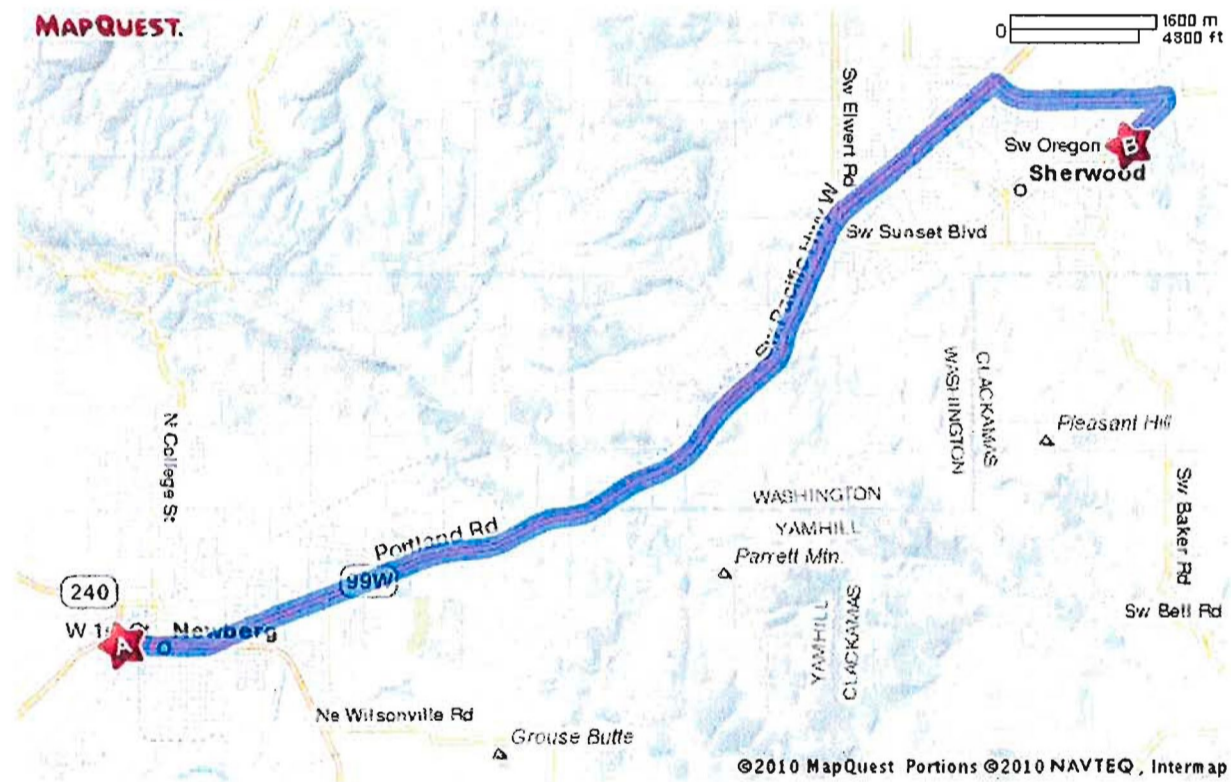 MAPQUEST.
0
1600 m
4800 ft
Sw Elwert Rd
Sw Oregon
B
Sherwood
Sw Pacific Hwy W
Sw Sunset Blvd
CLACKAMAS
WASHINGTON
Pleasant Hill
N College St
WASHINGTON
YAMHILL
Sw Baker Rd
Portland Rd
Parrett Mtn.
99W
240
YAMHILL
CLACKAMAS
Sw Bell Rd
A
Newberg
Ne Wilsonville Rd
Grouse Butte
©2010 MapQuest Portions ©2010 NAVTEQ, Intermap